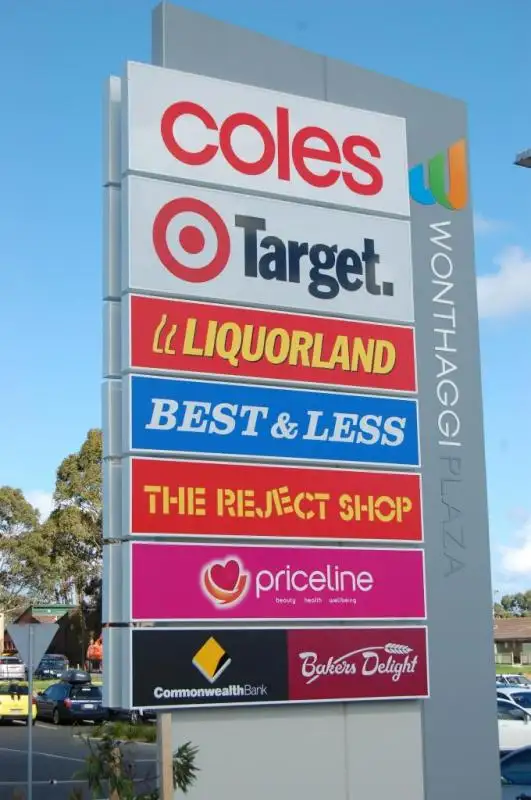 coles
Target.
LIQUORLAND
BEST & LESS
THE REJECT SHOP
priceline
beauty health wellbeing
CommonwealthBank
Bakers Delight
WONTHAGGI PLAZA